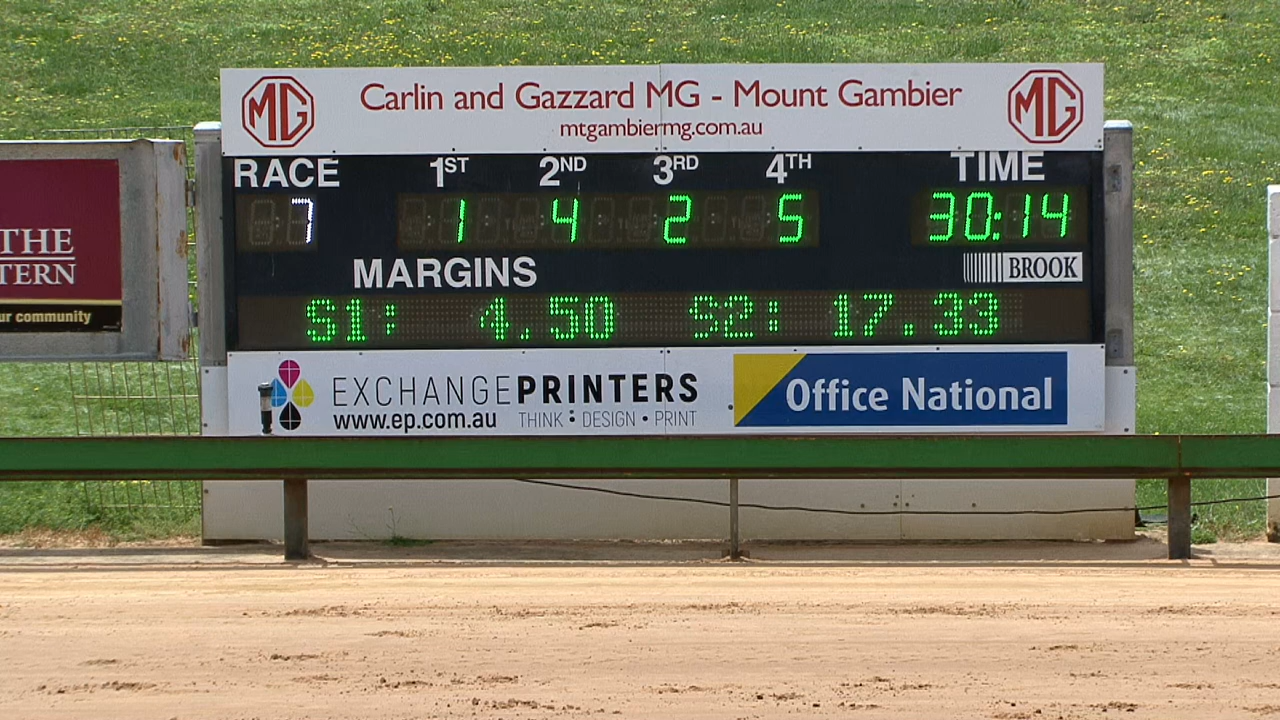 MG Carlin and Gazzard MG - Mount Gambier MG
mtgambiermg.com.au
RACE 1ST 2ND 3RD 4TH TIME
7 1 4 2 5 30:14
MARGINS BROOK
S1: 4.50 S2: 17.33
THE
TERN
ur community
EXCHANGEPRINTERS
www.ep.com.au THINK : DESIGN • PRINT
Office National